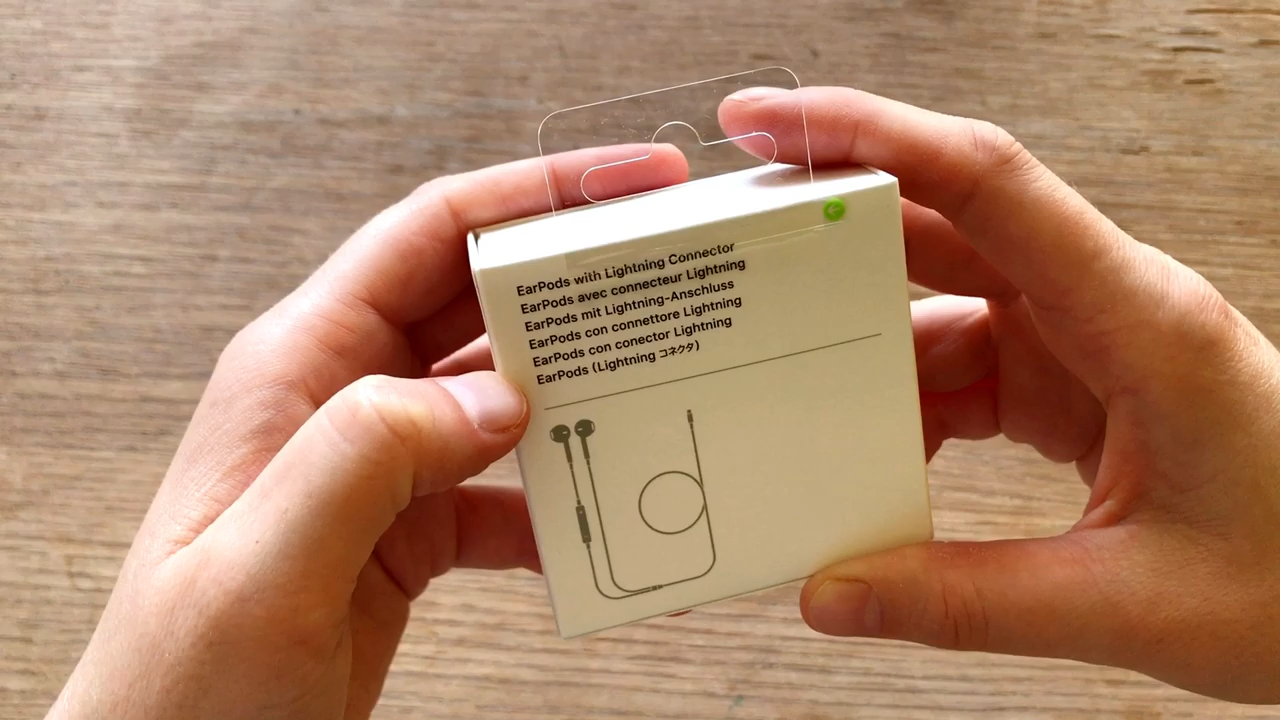 EarPods with Lightning Connector
EarPods avec connecteur Lightning
EarPods mit Lightning-Anschluss
EarPods con connettore Lightning
EarPods con conector Lightning
EarPods (Lightning コネクタ)